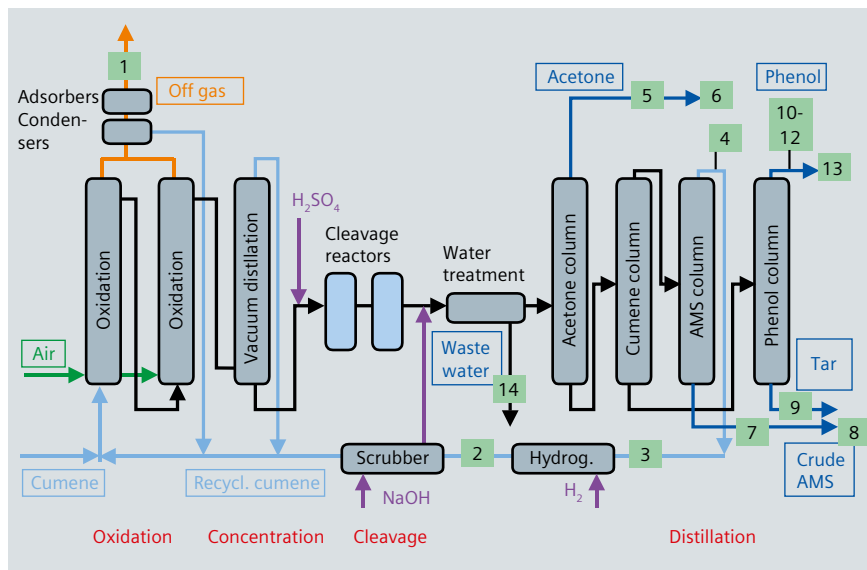 1
Off gas
Adsorbers
Conden-
sers
Acetone
Phenol
5
6
4
10-
12
13
H₂SO₄
Cleavage
reactors
Water
treatment
Oxidation
Oxidation
Vacuum distllation
Acetone column
Cumene column
AMS column
Phenol column
Air
Waste
water
14
Tar
9
7
8
Crude
AMS
Cumene
Recycl. cumene
Scrubber
2
Hydrog.
3
NaOH
H₂
Oxidation
Concentration
Cleavage
Distillation